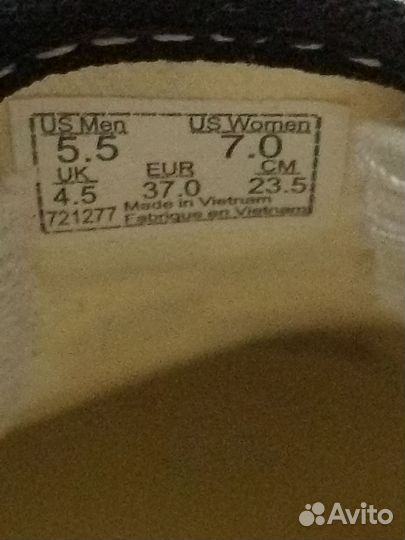 US Men US Women
5.5 7.0
UK EUR CM
4.5 37.0 23.5
721277 Made in Vietnam
Fabrique en Vietnam
Avito